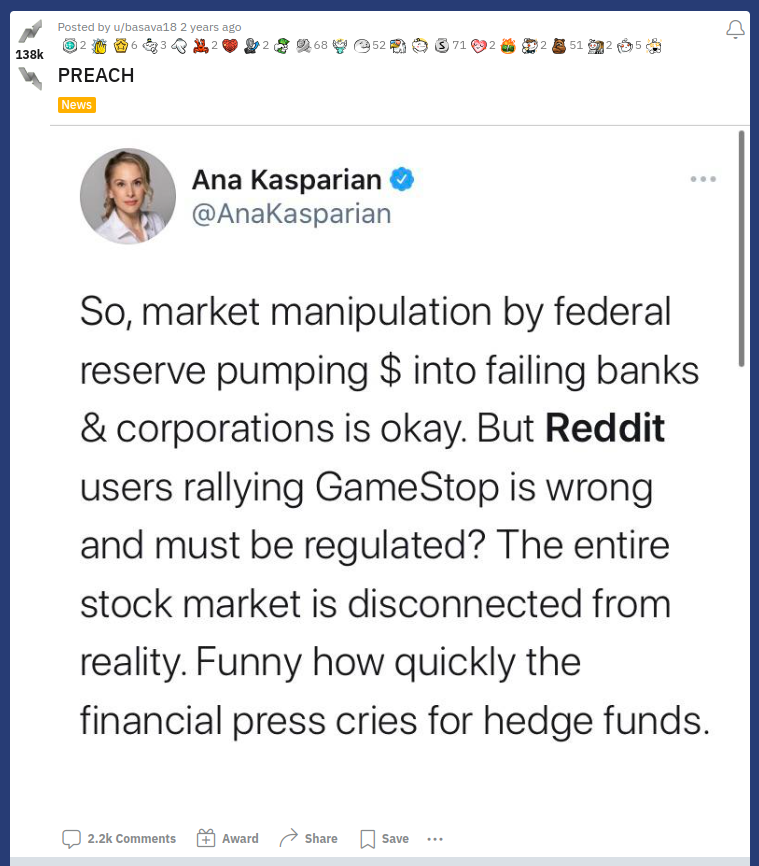 Posted by u/basava18 2 years ago
2 6 3 2 2 68 52 71 2 2 51 2 5
138k
PREACH
News
Ana Kasparian
@AnaKasparian
So, market manipulation by federal
reserve pumping $ into failing banks
& corporations is okay. But Reddit
users rallying GameStop is wrong
and must be regulated? The entire
stock market is disconnected from
reality. Funny how quickly the
financial press cries for hedge funds.
2.2k Comments Award Share Save